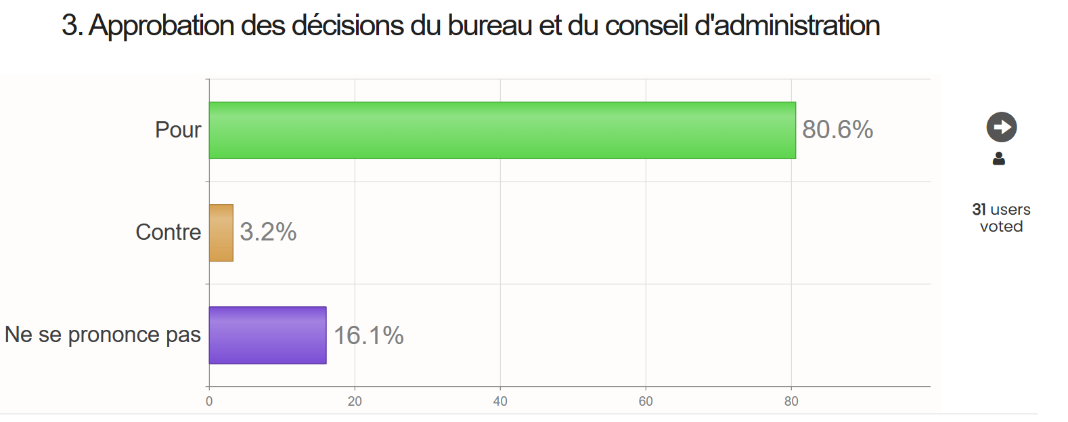 3. Approbation des décisions du bureau et du conseil d'administration
Pour
80.6%
Contre
3.2%
Ne se prononce pas
16.1%
0 20 40 60 80
31 users
voted